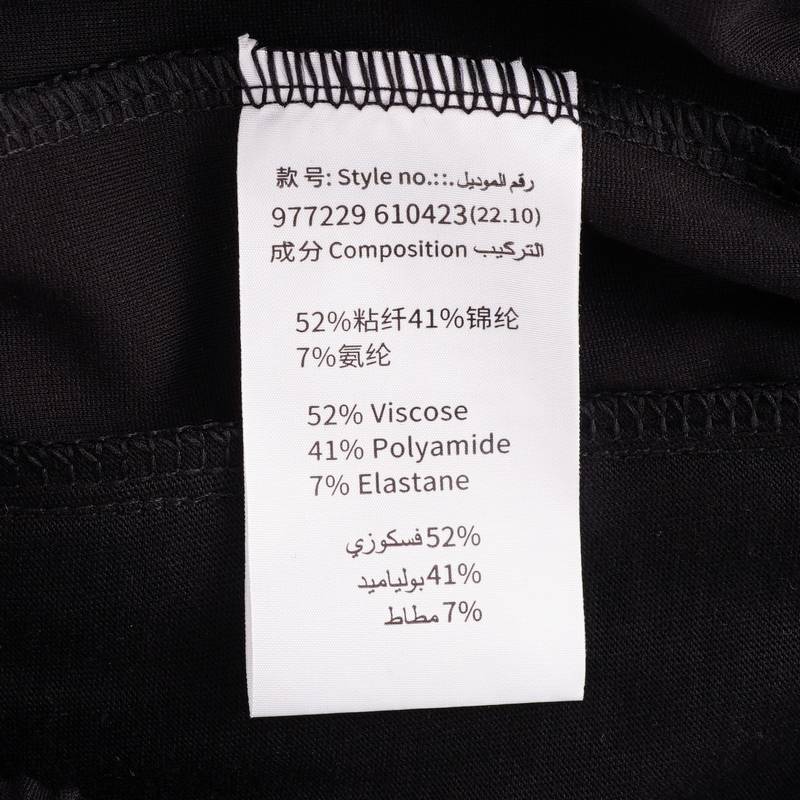 款号: Style no.::. رقم الموديل
977229 610423(22.10)
成分 Composition التركيب
52%粘纤41%锦纶
7%氨纶
52% Viscose
41% Polyamide
7% Elastane
52% فسكوزي
41% بولياميد
7% مطاط